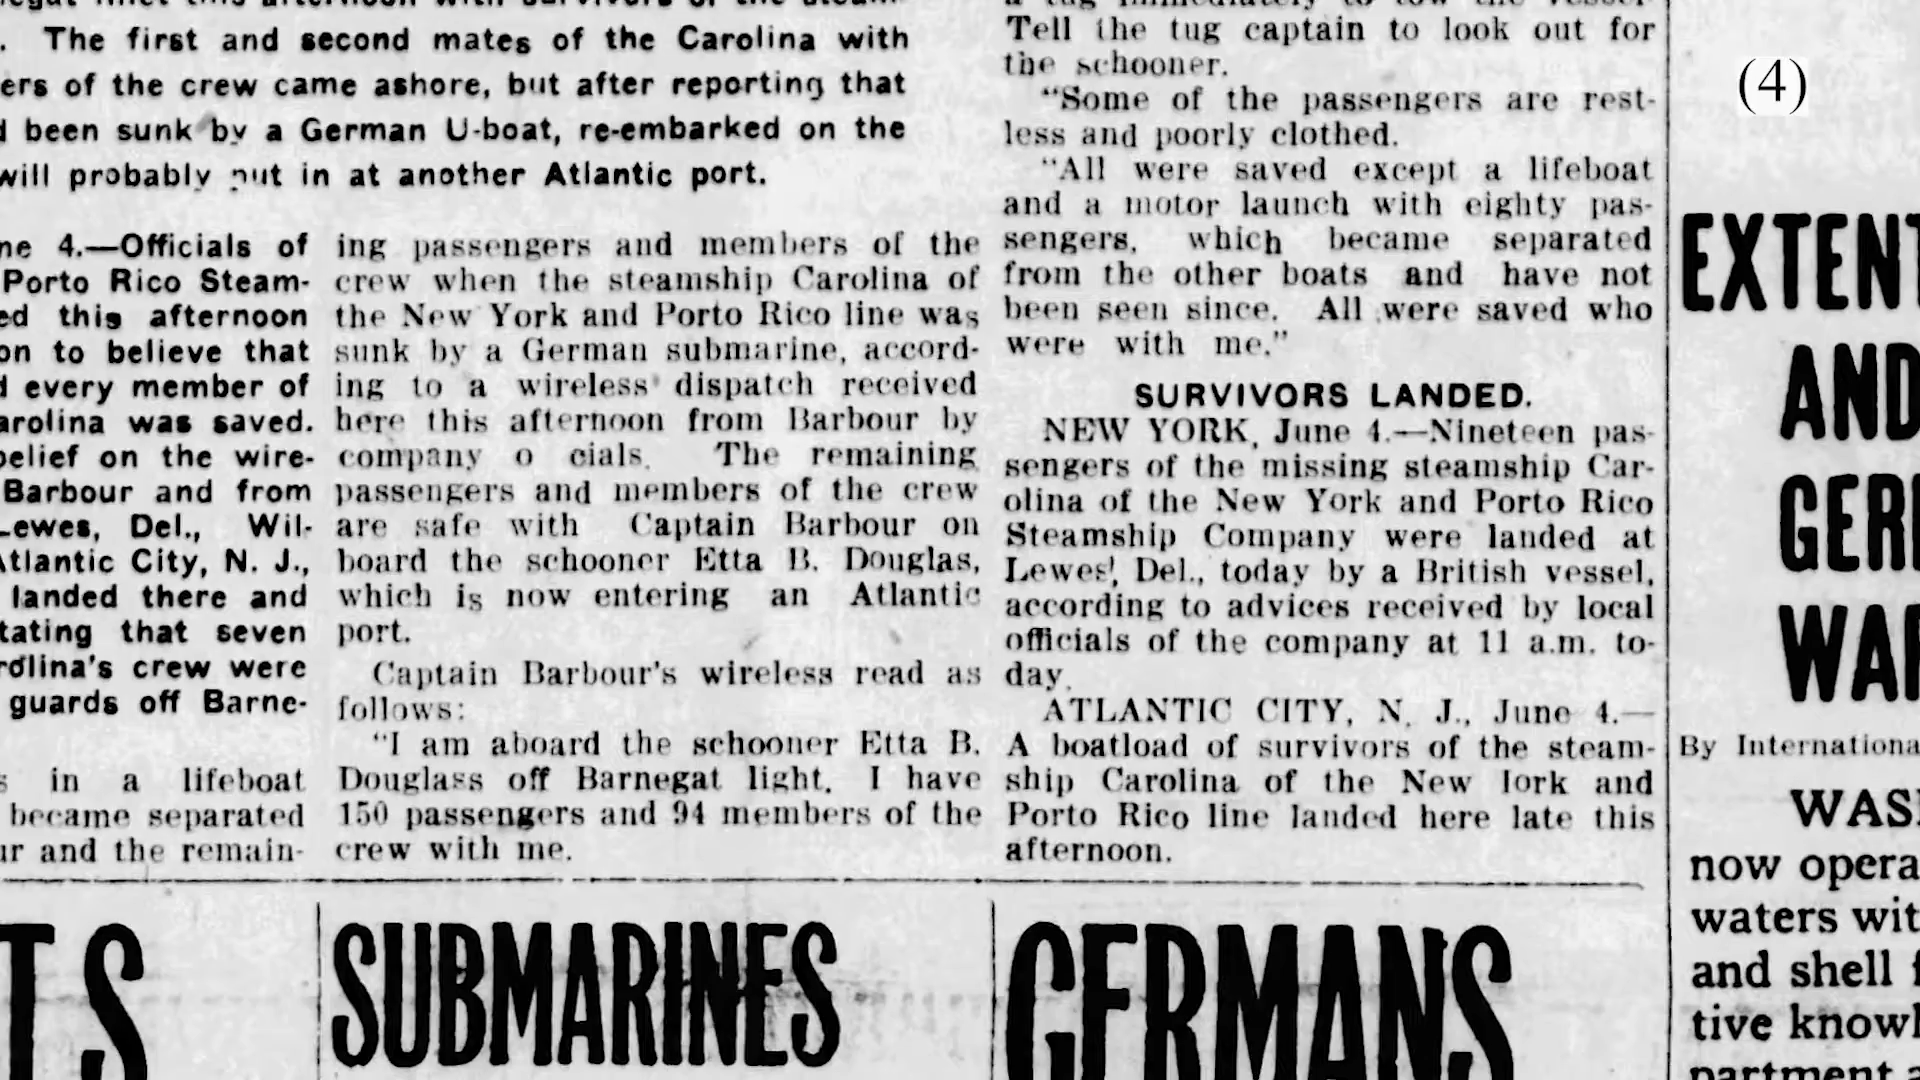 . The first and second mates of the Carolina with
ers of the crew came ashore, but after reporting that
d been sunk by a German U-boat, re-embarked on the
will probably put in at another Atlantic port.
ne 4.—Officials of
Porto Rico Steam-
ed this afternoon
on to believe that
d every member of
arolina was saved.
belief on the wire-
Barbour and from
Lewes, Del., Wil-
Atlantic City, N. J.,
landed there and
tating that seven
rolina's crew were
guards off Barne-
s in a lifeboat
became separated
ur and the remain-
ing passengers and members of the
crew when the steamship Carolina of
the New York and Porto Rico line was
sunk by a German submarine, accord-
ing to a wireless dispatch received
here this afternoon from Barbour by
company o cials. The remaining
passengers and members of the crew
are safe with Captain Barbour on
board the schooner Etta B. Douglas,
which is now entering an Atlantic
port.
Captain Barbour's wireless read as
follows:
"I am aboard the schooner Etta B.
Douglass off Barnegat light. I have
150 passengers and 94 members of the
crew with me.
a tug immediately to tow the vessel
Tell the tug captain to look out for
the schooner.
"Some of the passengers are rest-
less and poorly clothed.
"All were saved except a lifeboat
and a motor launch with eighty pas-
sengers, which became separated
from the other boats and have not
been seen since. All were saved who
were with me."
SURVIVORS LANDED.
NEW YORK, June 4.—Nineteen pas-
sengers of the missing steamship Car-
olina of the New York and Porto Rico
Steamship Company were landed at
Lewes, Del., today by a British vessel,
according to advices received by local
officials of the company at 11 a.m. to-
day.
ATLANTIC CITY, N. J., June 4.—
A boatload of survivors of the steam-
ship Carolina of the New Iork and
Porto Rico line landed here late this
afternoon.
(4)
EXTENT
AND
GER
WAR
By Internationa
WAS
now opera
waters wit
and shell f
tive knowl
partment a
TS
SUBMARINES
GERMANS